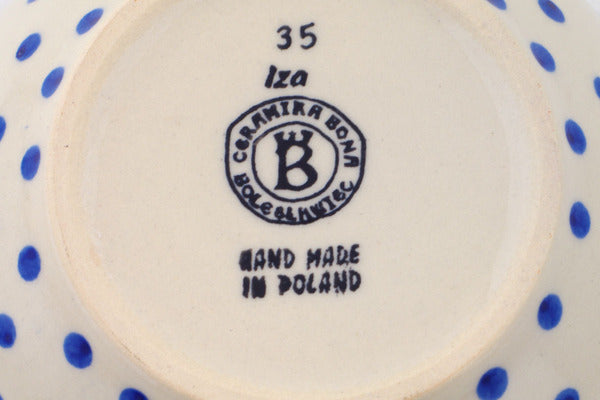 35
Iza
CERAMIKA BONA
B
BOLESŁAWIEC
HAND MADE
IN POLAND